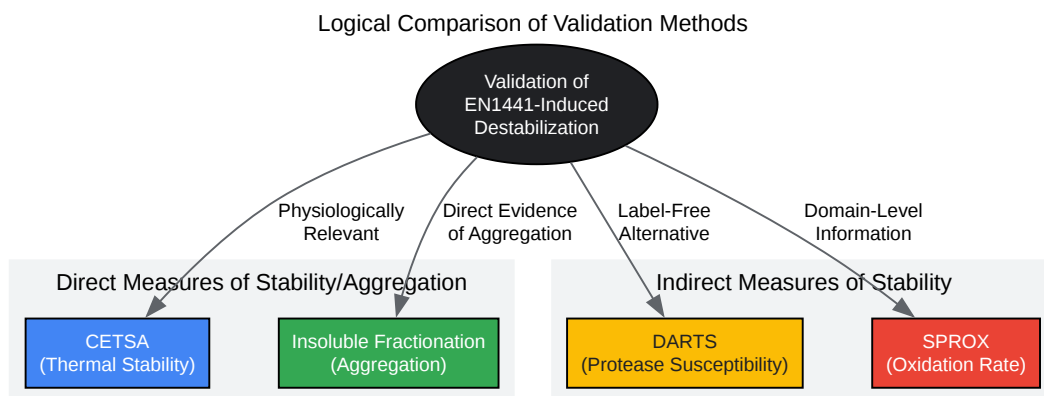 Logical Comparison of Validation Methods
Validation of
EN1441-Induced
Destabilization
Physiologically
Relevant
Direct Evidence
of Aggregation
Label-Free
Alternative
Domain-Level
Information
Direct Measures of Stability/Aggregation
Indirect Measures of Stability
CETSA
(Thermal Stability)
Insoluble Fractionation
(Aggregation)
DARTS
(Protease Susceptibility)
SPROX
(Oxidation Rate)